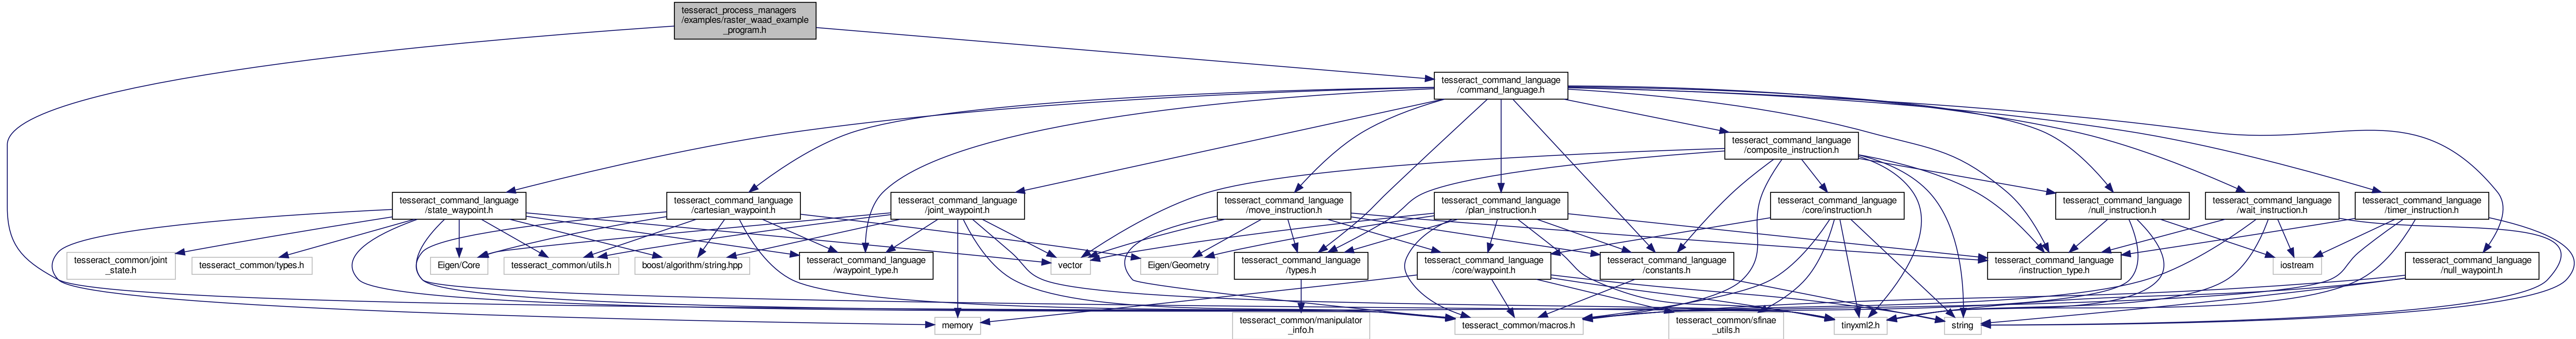 tesseract_process_managers
/examples/raster_waad_example
_program.h
tesseract_command_language
/command_language.h
tesseract_command_language
/composite_instruction.h
tesseract_command_language
/state_waypoint.h
tesseract_command_language
/cartesian_waypoint.h
tesseract_command_language
/joint_waypoint.h
tesseract_command_language
/move_instruction.h
tesseract_command_language
/plan_instruction.h
tesseract_command_language
/core/instruction.h
tesseract_command_language
/null_instruction.h
tesseract_command_language
/wait_instruction.h
tesseract_command_language
/timer_instruction.h
tesseract_common/joint
_state.h
tesseract_common/types.h
Eigen/Core
tesseract_common/utils.h
boost/algorithm/string.hpp
tesseract_command_language
/waypoint_type.h
vector
Eigen/Geometry
tesseract_command_language
/types.h
tesseract_command_language
/core/waypoint.h
tesseract_command_language
/constants.h
tesseract_command_language
/instruction_type.h
iostream
tesseract_command_language
/null_waypoint.h
memory
tesseract_common/manipulator
_info.h
tesseract_common/macros.h
tesseract_common/sfinae
_utils.h
tinyxml2.h
string